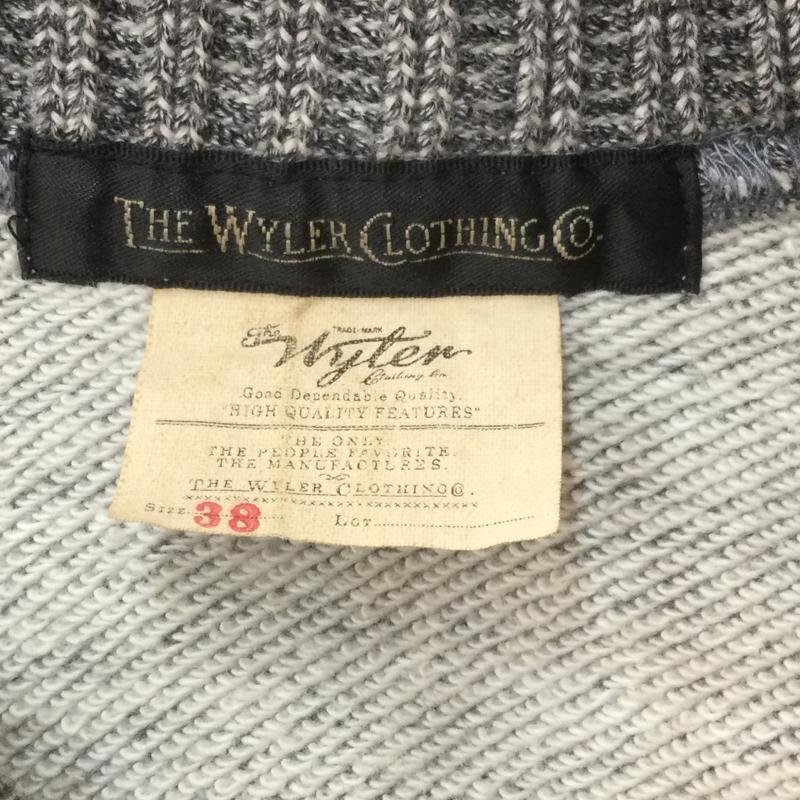 THE WYLER CLOTHING CO.
TRADE-MARK
The Wyler
Clothing Co.
Good Dependable Quality.
"HIGH QUALITY FEATURES"
THE ONLY.
THE PEOPLE FAVORITE.
THE MANUFACTURES.
THE WYLER CLOTHING CO.
SIZE 38 LOT